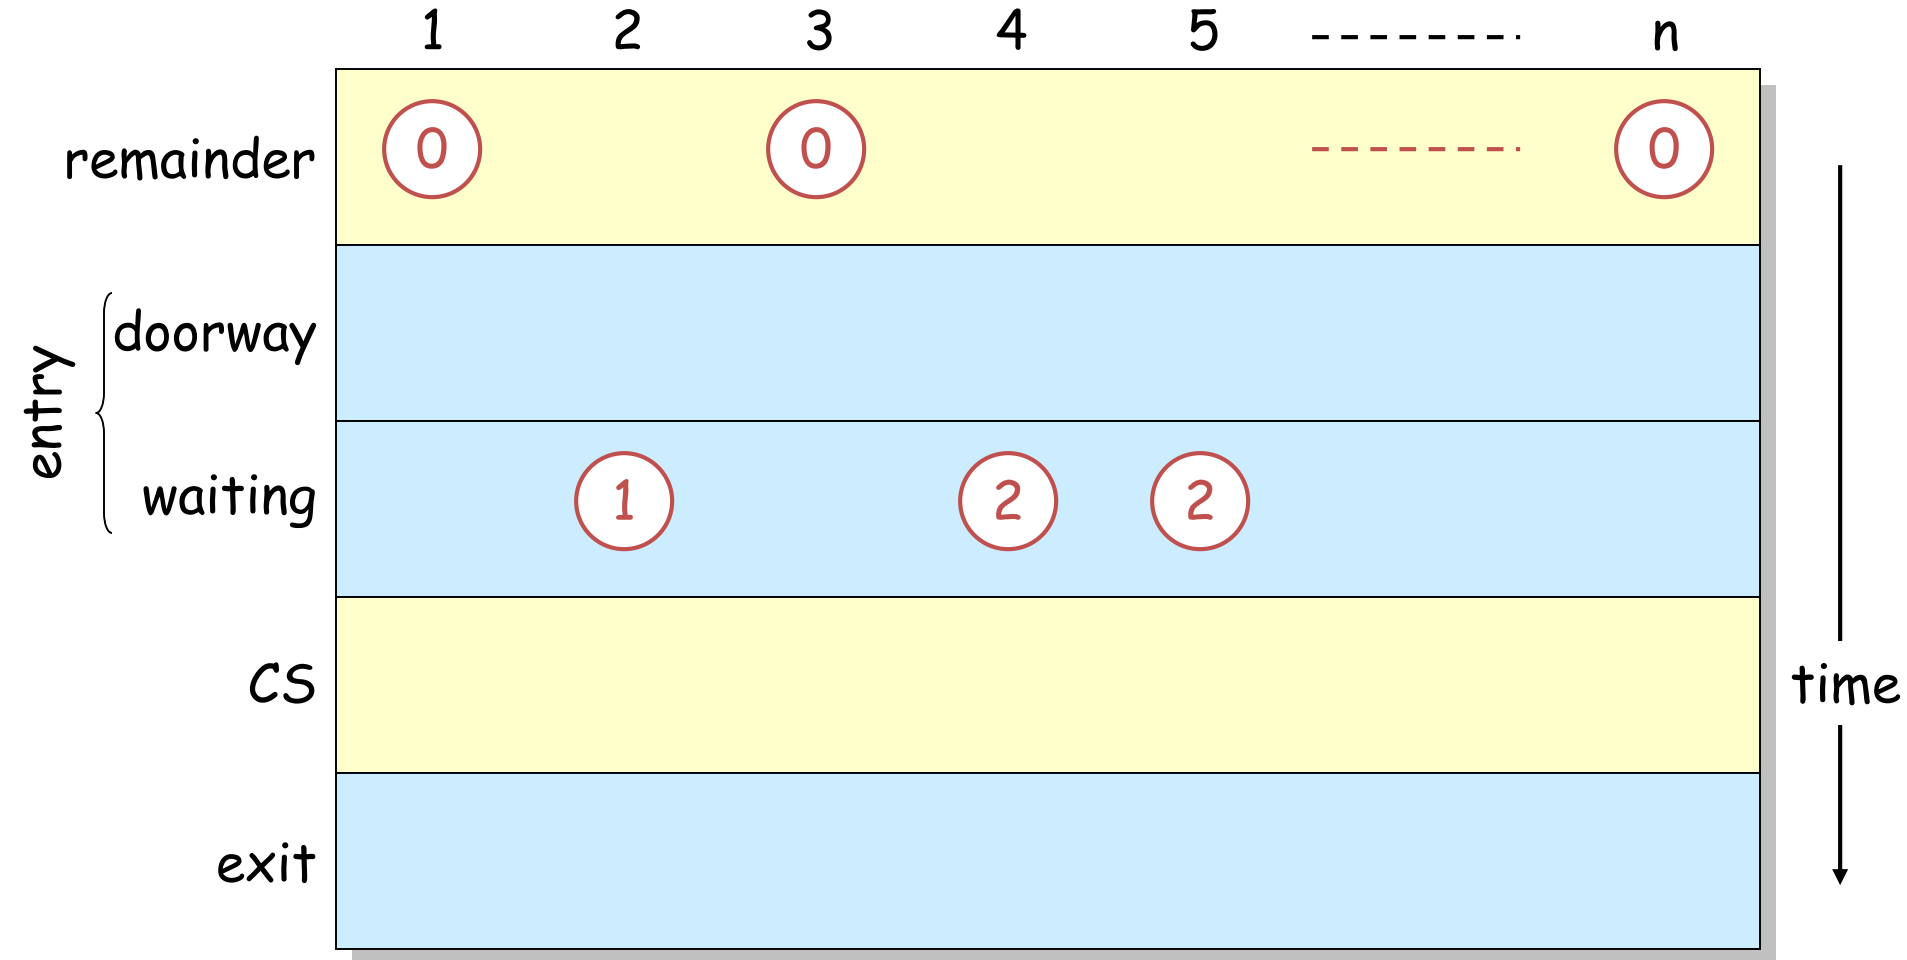 1 2 3 4 5 n
remainder 0 0 0
doorway
entry
waiting 1 2 2
CS
time
exit